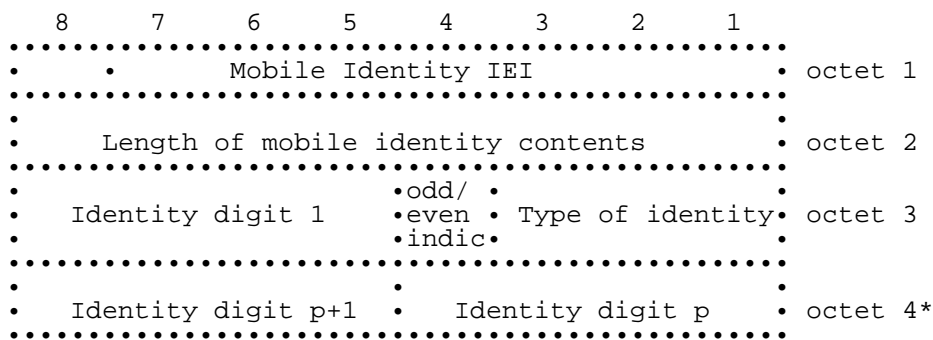 8 7 6 5 4 3 2 1
Mobile Identity IEI octet 1
Length of mobile identity contents octet 2
odd/
Identity digit 1 even Type of identity octet 3
indic
Identity digit p+1 Identity digit p octet 4*